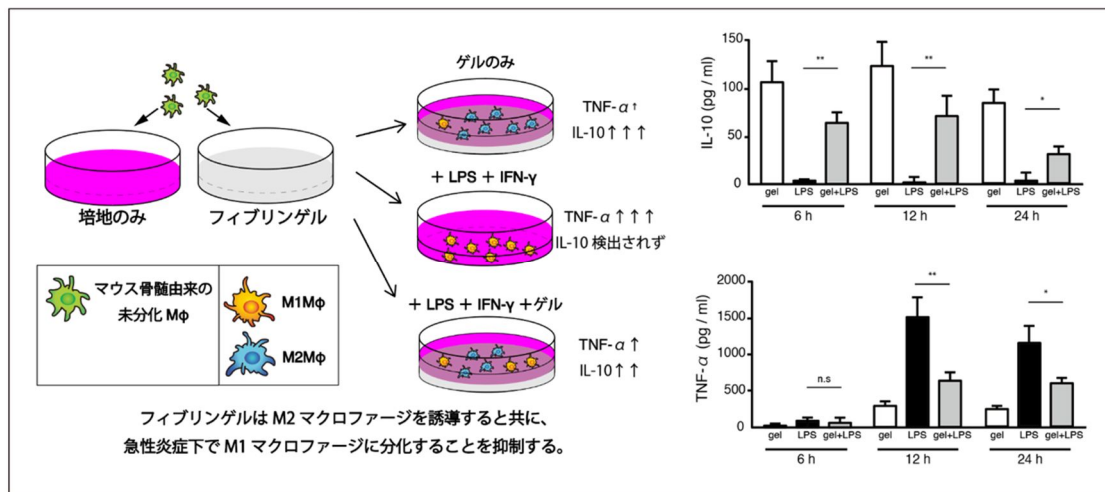 培地のみ
フィブリンゲル
マウス骨髄由来の
未分化 Mφ
M1Mφ
M2Mφ
ゲルのみ
TNF-α↑
IL-10↑↑↑
+ LPS + IFN-γ
TNF-α↑↑↑
IL-10 検出されず
+ LPS + IFN-γ +ゲル
TNF-α↑
IL-10↑↑
フィブリンゲルは M2 マクロファージを誘導すると共に、
急性炎症下で M1 マクロファージに分化することを抑制する。
IL-10 (pg / ml)
150
100
50
0
** ** *
gel LPS gel+LPS gel LPS gel+LPS gel LPS gel+LPS
6 h 12 h 24 h
TNF-α (pg / ml)
2000
1500
1000
500
0
n.s ** *
gel LPS gel+LPS gel LPS gel+LPS gel LPS gel+LPS
6 h 12 h 24 h